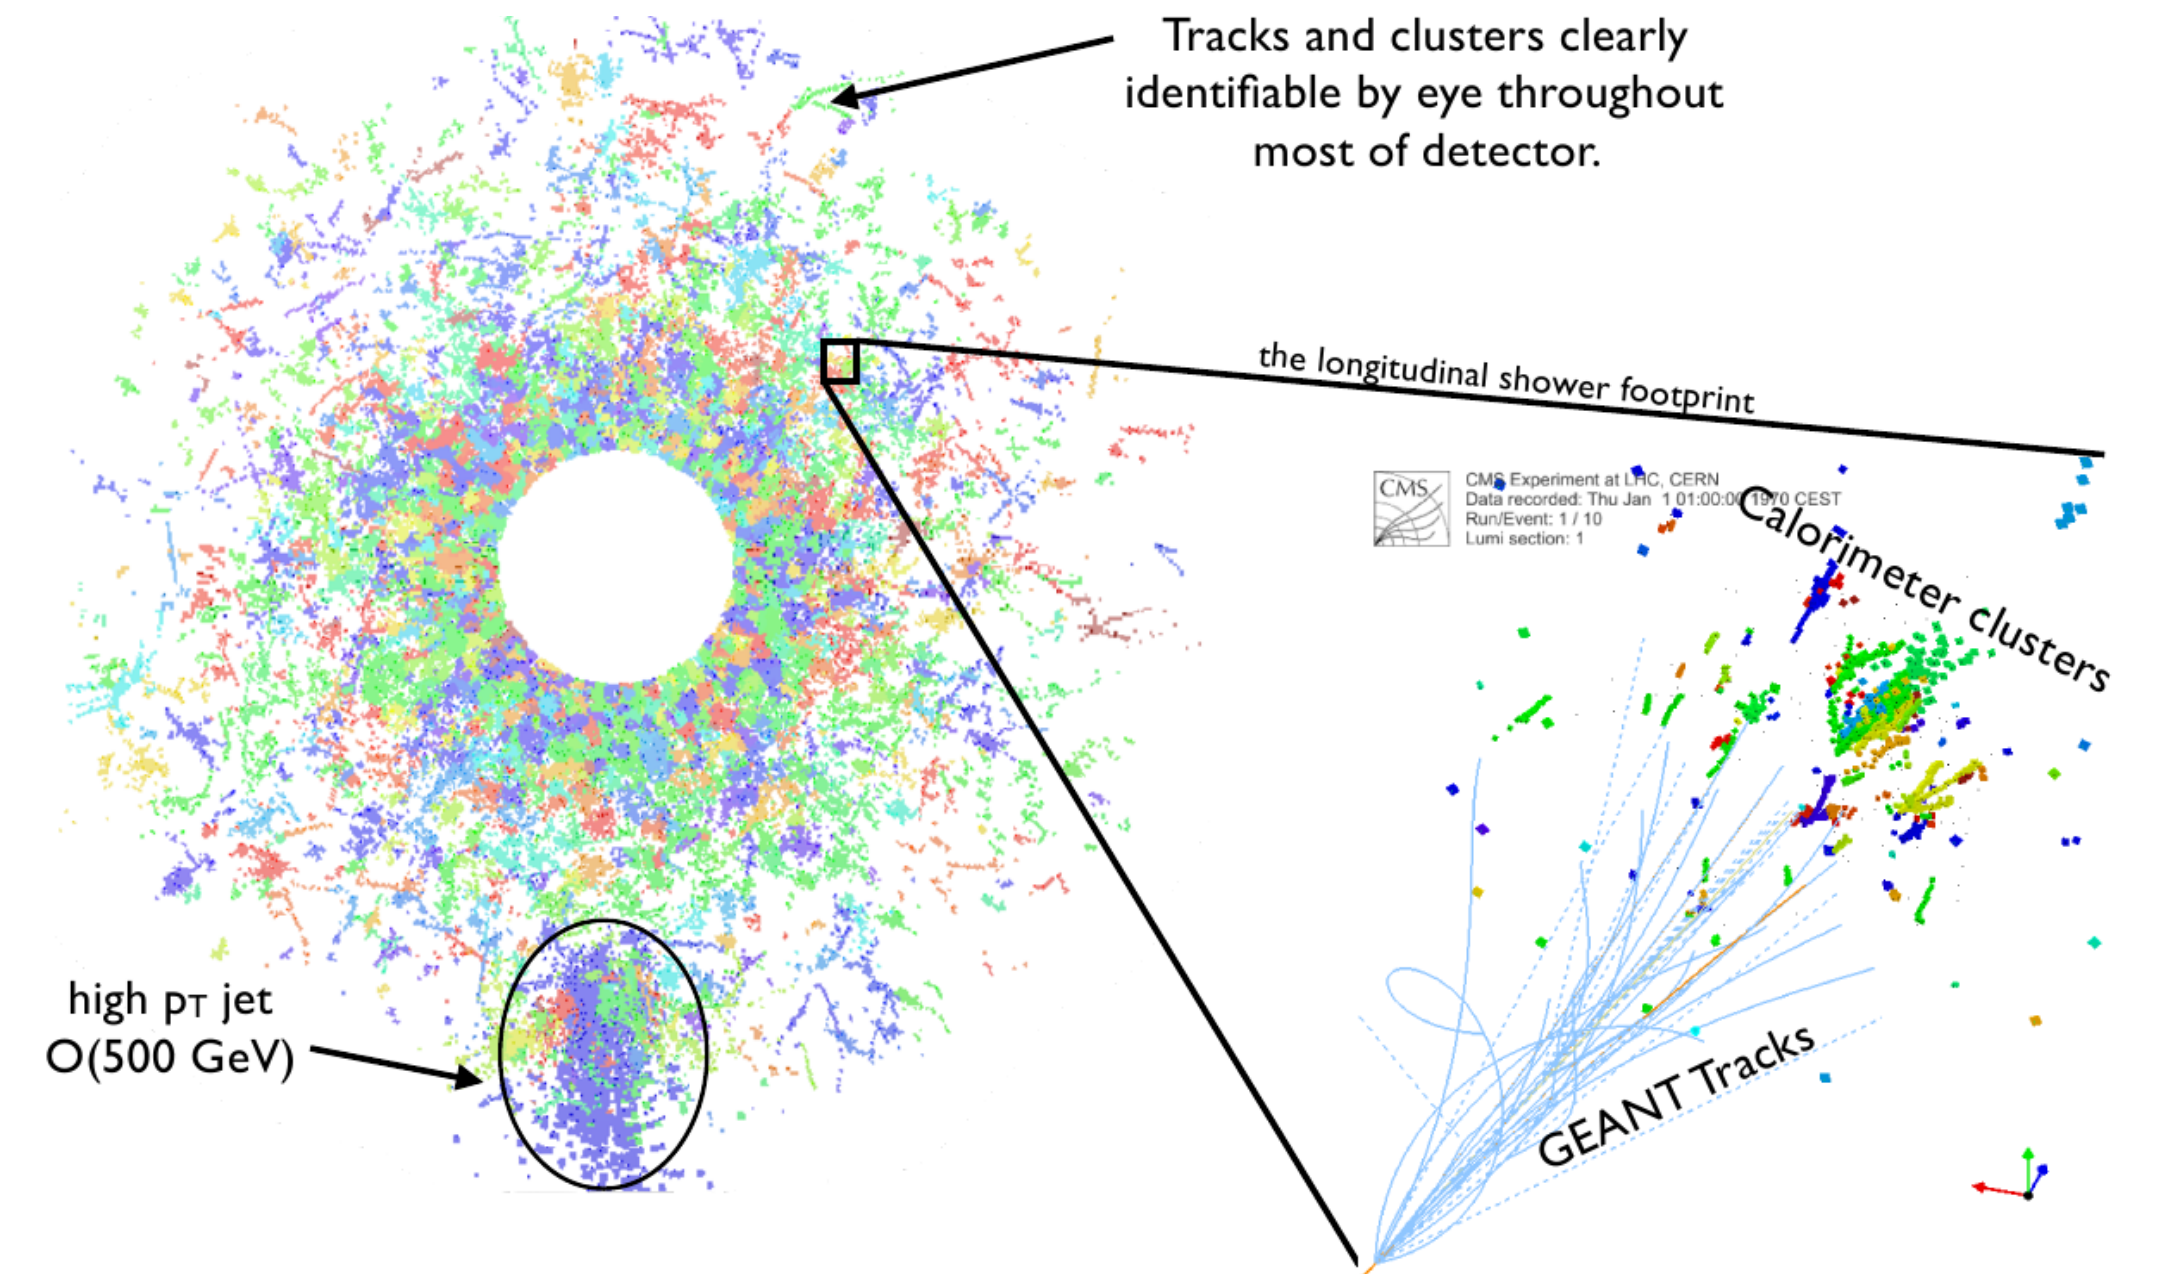 Tracks and clusters clearly
identifiable by eye throughout
most of detector.
the longitudinal shower footprint
CMS
CMS Experiment at LHC, CERN
Data recorded: Thu Jan 1 01:00:00 1970 CEST
Run/Event: 1 / 10
Lumi section: 1
Calorimeter clusters
high pT jet
O(500 GeV)
GEANT Tracks